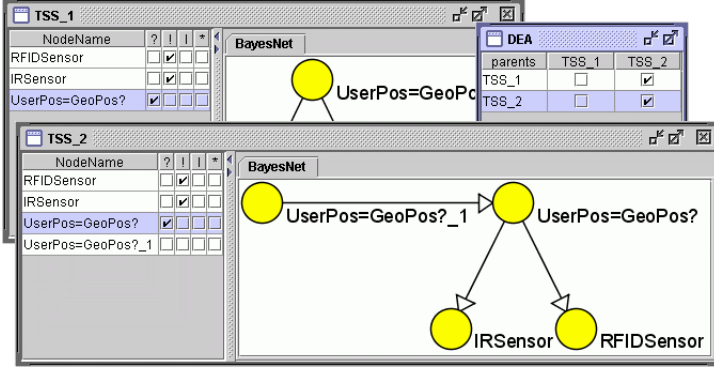 TSS_1
NodeName ? ! I *
RFIDSensor
IRSensor
UserPos=GeoPos?
BayesNet
UserPos=GeoPo
DEA
parents TSS_1 TSS_2
TSS_1
TSS_2
TSS_2
NodeName ? ! I *
RFIDSensor
IRSensor
UserPos=GeoPos?
UserPos=GeoPos?_1
BayesNet
UserPos=GeoPos?_1 UserPos=GeoPos?
IRSensor RFIDSensor